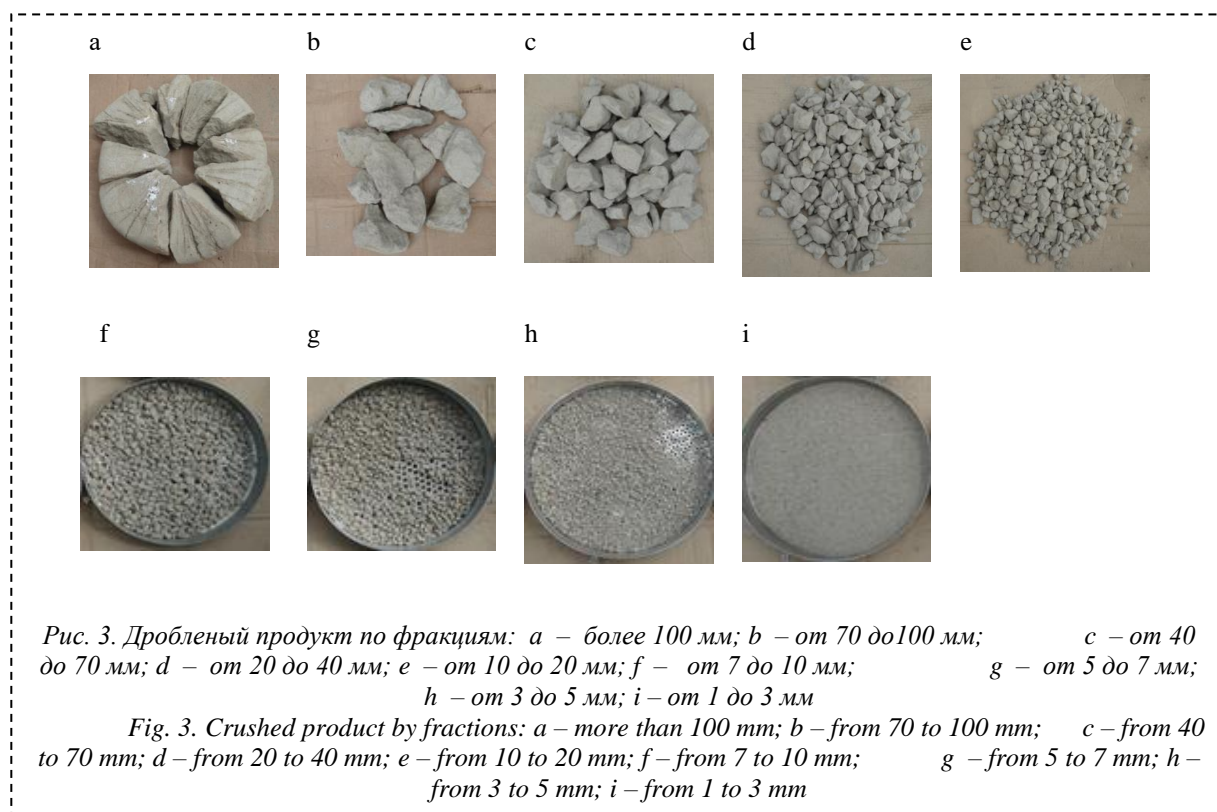 a b c d e
f g h i
Рис. 3. Дробленый продукт по фракциям: a – более 100 мм; b – от 70 до100 мм; c – от 40
до 70 мм; d – от 20 до 40 мм; e – от 10 до 20 мм; f – от 7 до 10 мм; g – от 5 до 7 мм;
h – от 3 до 5 мм; i – от 1 до 3 мм
Fig. 3. Crushed product by fractions: a – more than 100 mm; b – from 70 to 100 mm; c – from 40
to 70 mm; d – from 20 to 40 mm; e – from 10 to 20 mm; f – from 7 to 10 mm; g – from 5 to 7 mm; h –
from 3 to 5 mm; i – from 1 to 3 mm